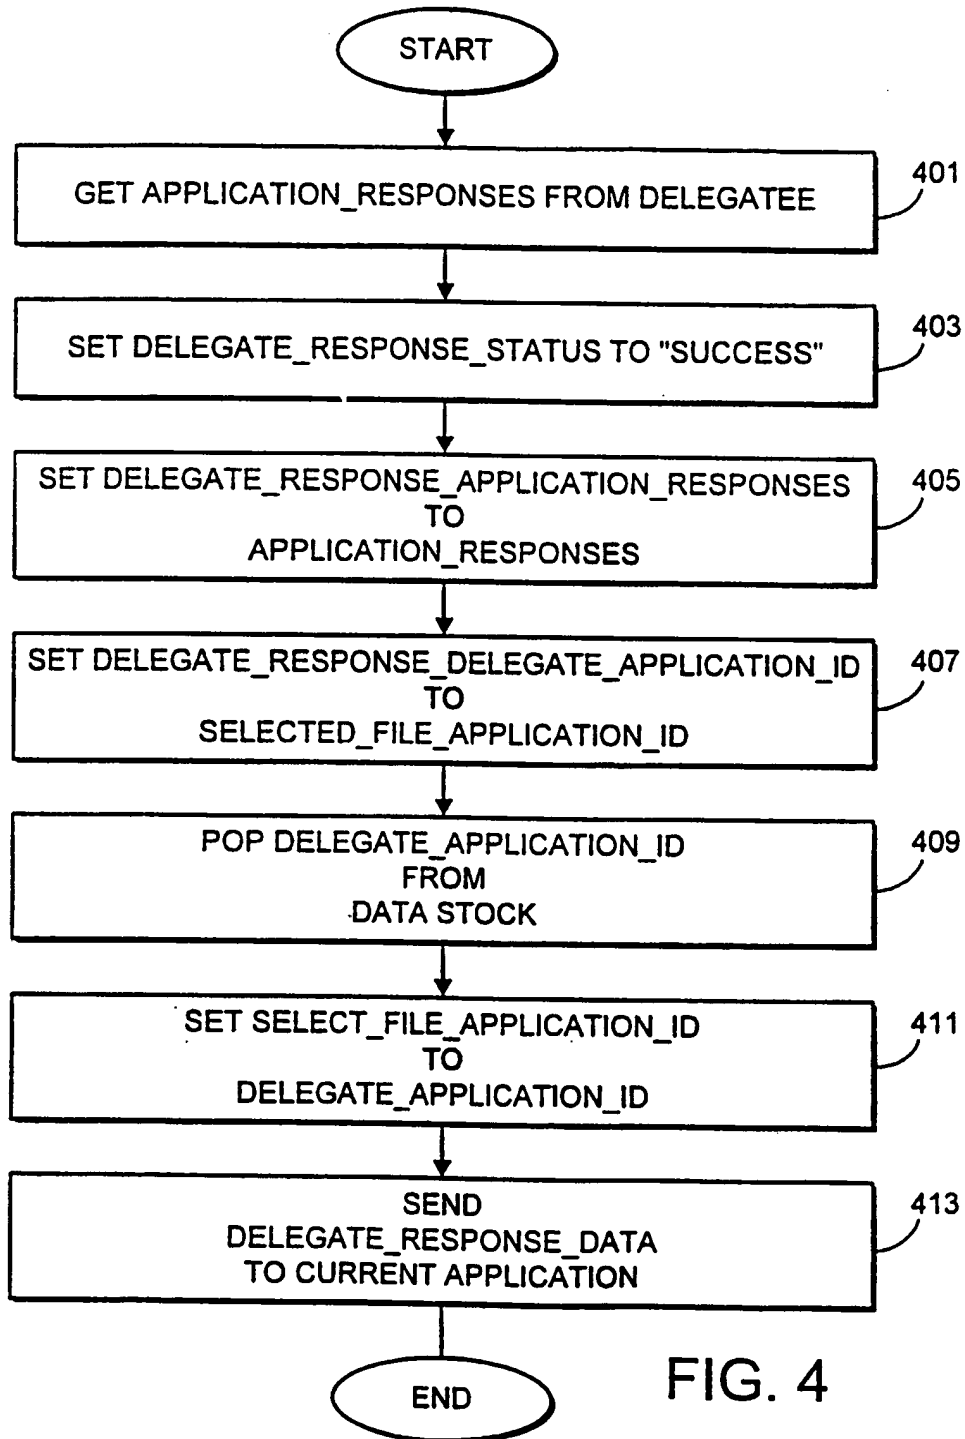 START
GET APPLICATION_RESPONSES FROM DELEGATEE
401
SET DELEGATE_RESPONSE_STATUS TO "SUCCESS"
403
SET DELEGATE_RESPONSE_APPLICATION_RESPONSES
TO
APPLICATION_RESPONSES
405
SET DELEGATE_RESPONSE_DELEGATE_APPLICATION_ID
TO
SELECTED_FILE_APPLICATION_ID
407
POP DELEGATE_APPLICATION_ID
FROM
DATA STOCK
409
SET SELECT_FILE_APPLICATION_ID
TO
DELEGATE_APPLICATION_ID
411
SEND
DELEGATE_RESPONSE_DATA
TO CURRENT APPLICATION
413
END
FIG. 4